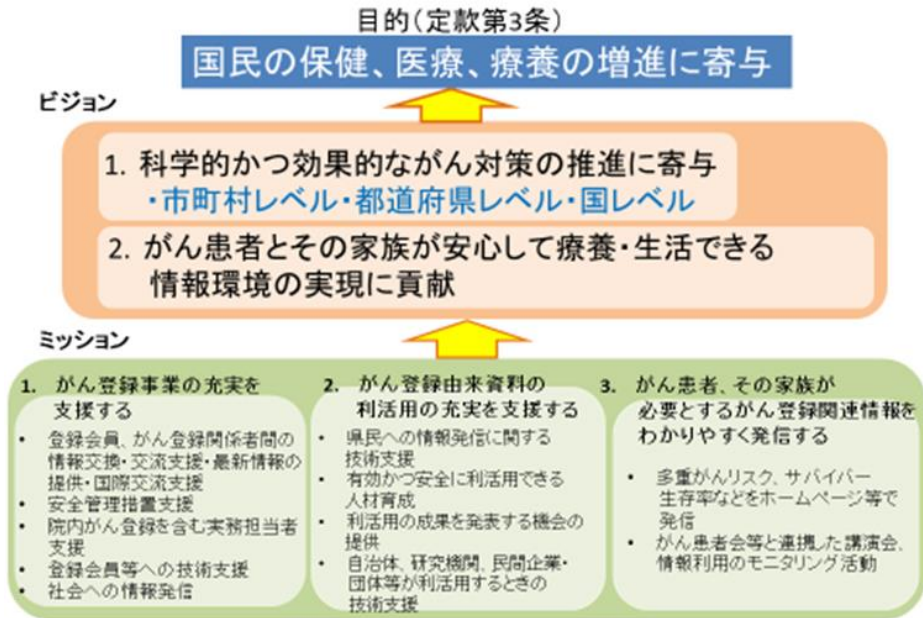 目的(定款第3条)
国民の保健、医療、療養の増進に寄与
ビジョン
1. 科学的かつ効果的ながん対策の推進に寄与
・市町村レベル・都道府県レベル・国レベル
2. がん患者とその家族が安心して療養・生活できる
情報環境の実現に貢献
ミッション
1. がん登録事業の充実を
支援する
• 登録会員、がん登録関係者間の
情報交換・交流支援・最新情報の
提供・国際交流支援
• 安全管理措置支援
• 院内がん登録を含む実務担当者
支援
• 登録会員等への技術支援
• 社会への情報発信
2. がん登録由来資料の
利活用の充実を支援する
• 県民への情報発信に関する
技術支援
• 有効かつ安全に利活用できる
人材育成
• 利活用の成果を発表する機会の
提供
• 自治体、研究機関、民間企業・
団体等が利活用するときの
技術支援
3. がん患者、その家族が
必要とするがん登録関連情報を
わかりやすく発信する
• 多重がんリスク、サバイバー
生存率などをホームページ等で
発信
• がん患者会等と連携した講演会、
情報利用のモニタリング活動